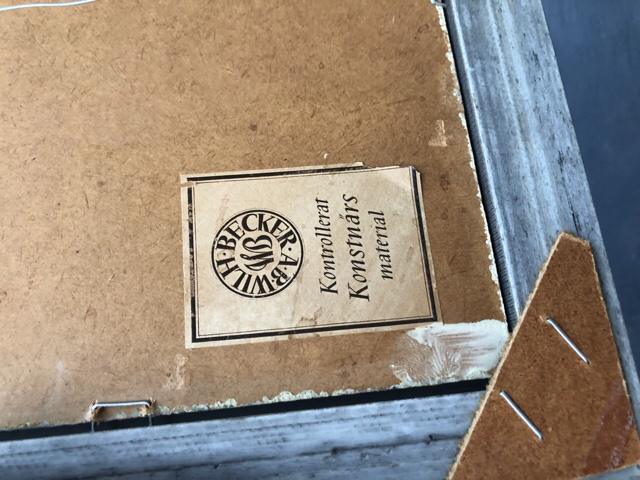 A.B. WILH. BECKER
WB
Kontrollerat
Konstnärs
material